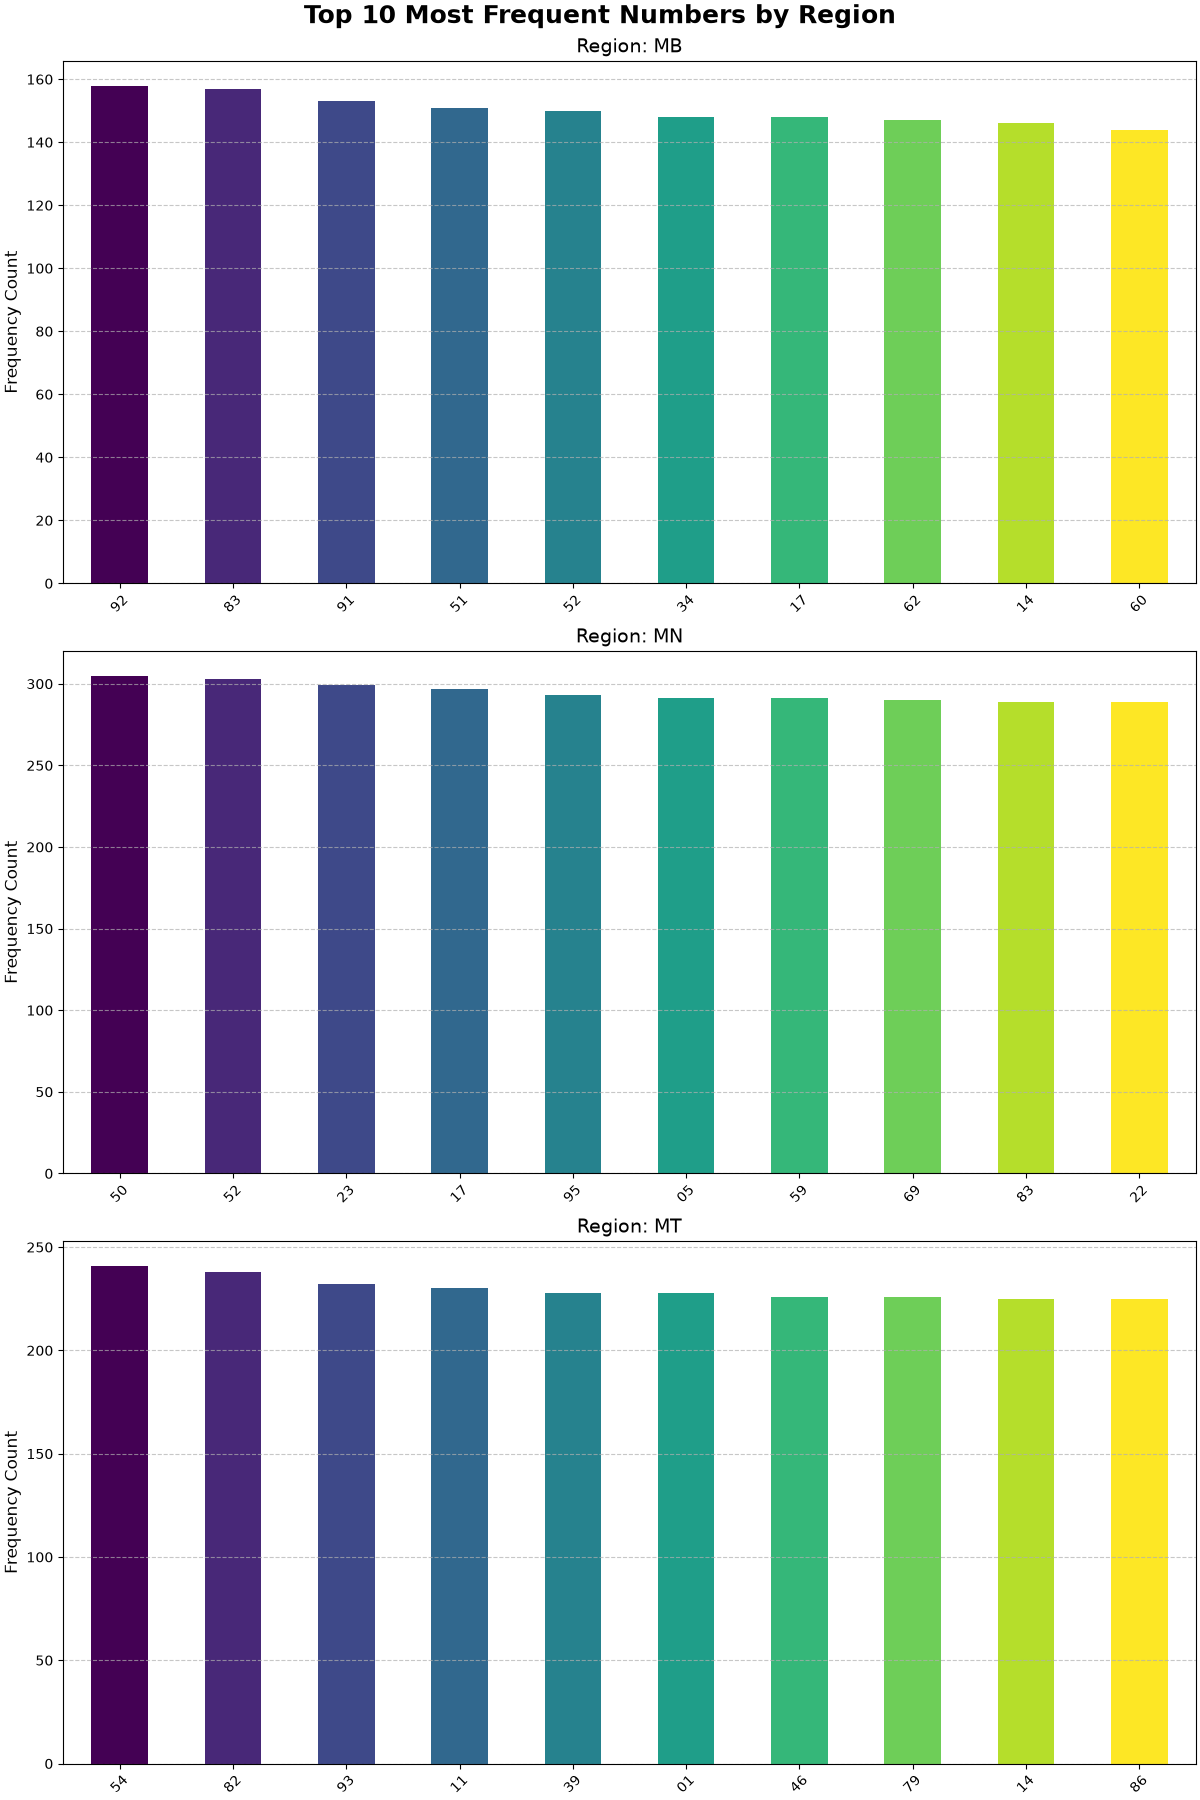 Top 10 Most Frequent Numbers by Region
Region: MB
Frequency Count
160
140
120
100
80
60
40
20
0
92 83 91 51 52 34 17 62 14 60
Region: MN
Frequency Count
300
250
200
150
100
50
0
50 52 23 17 95 05 59 69 83 22
Region: MT
Frequency Count
250
200
150
100
50
0
54 82 93 11 39 01 46 79 14 86